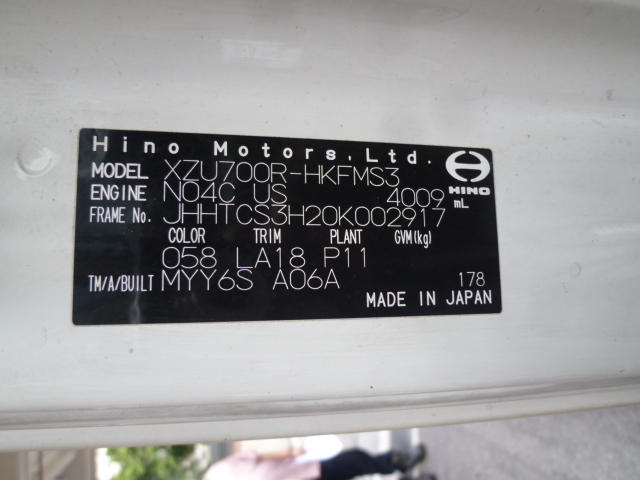 Hino Motors, Ltd.
HINO
MODEL XZU700R-HKFMS3
ENGINE N04C US 4009 mL
FRAME No. JHHTCS3H20K002917
COLOR TRIM PLANT GVM(kg)
058 LA18 P11
TM/A/BUILT MYY6S A06A 178
MADE IN JAPAN